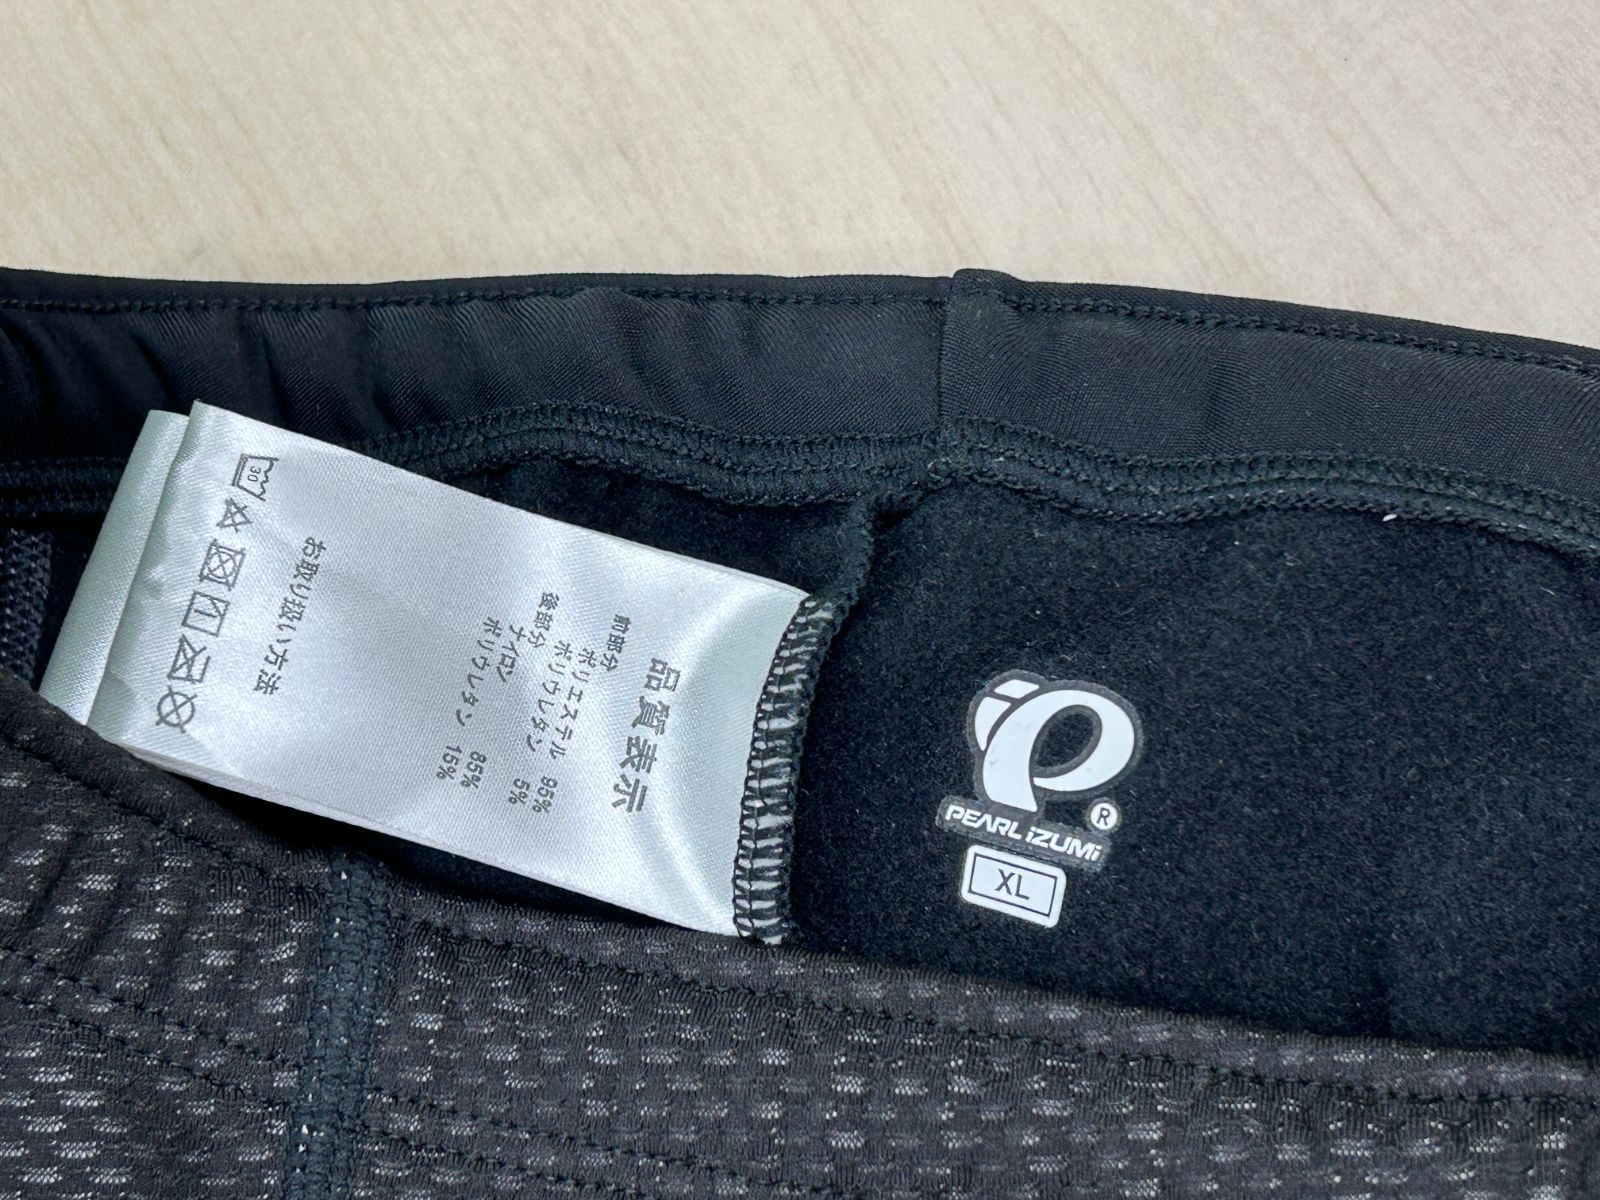 品質表示
前部分
ポリエステル 95%
ポリウレタン 5%
後部分
ナイロン 85%
ポリウレタン 15%
お取り扱い方法
30
PEARL iZUMi
®
XL